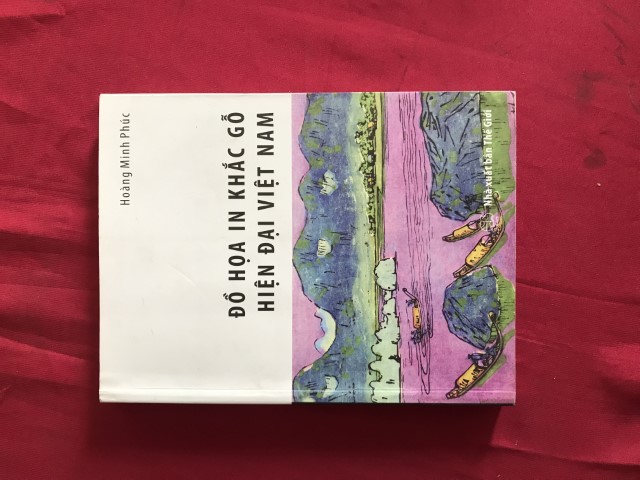 Hoàng Minh Phúc
ĐỒ HỌA IN KHẮC GỖ
HIỆN ĐẠI VIỆT NAM
Nhà xuất bản Thế Giới